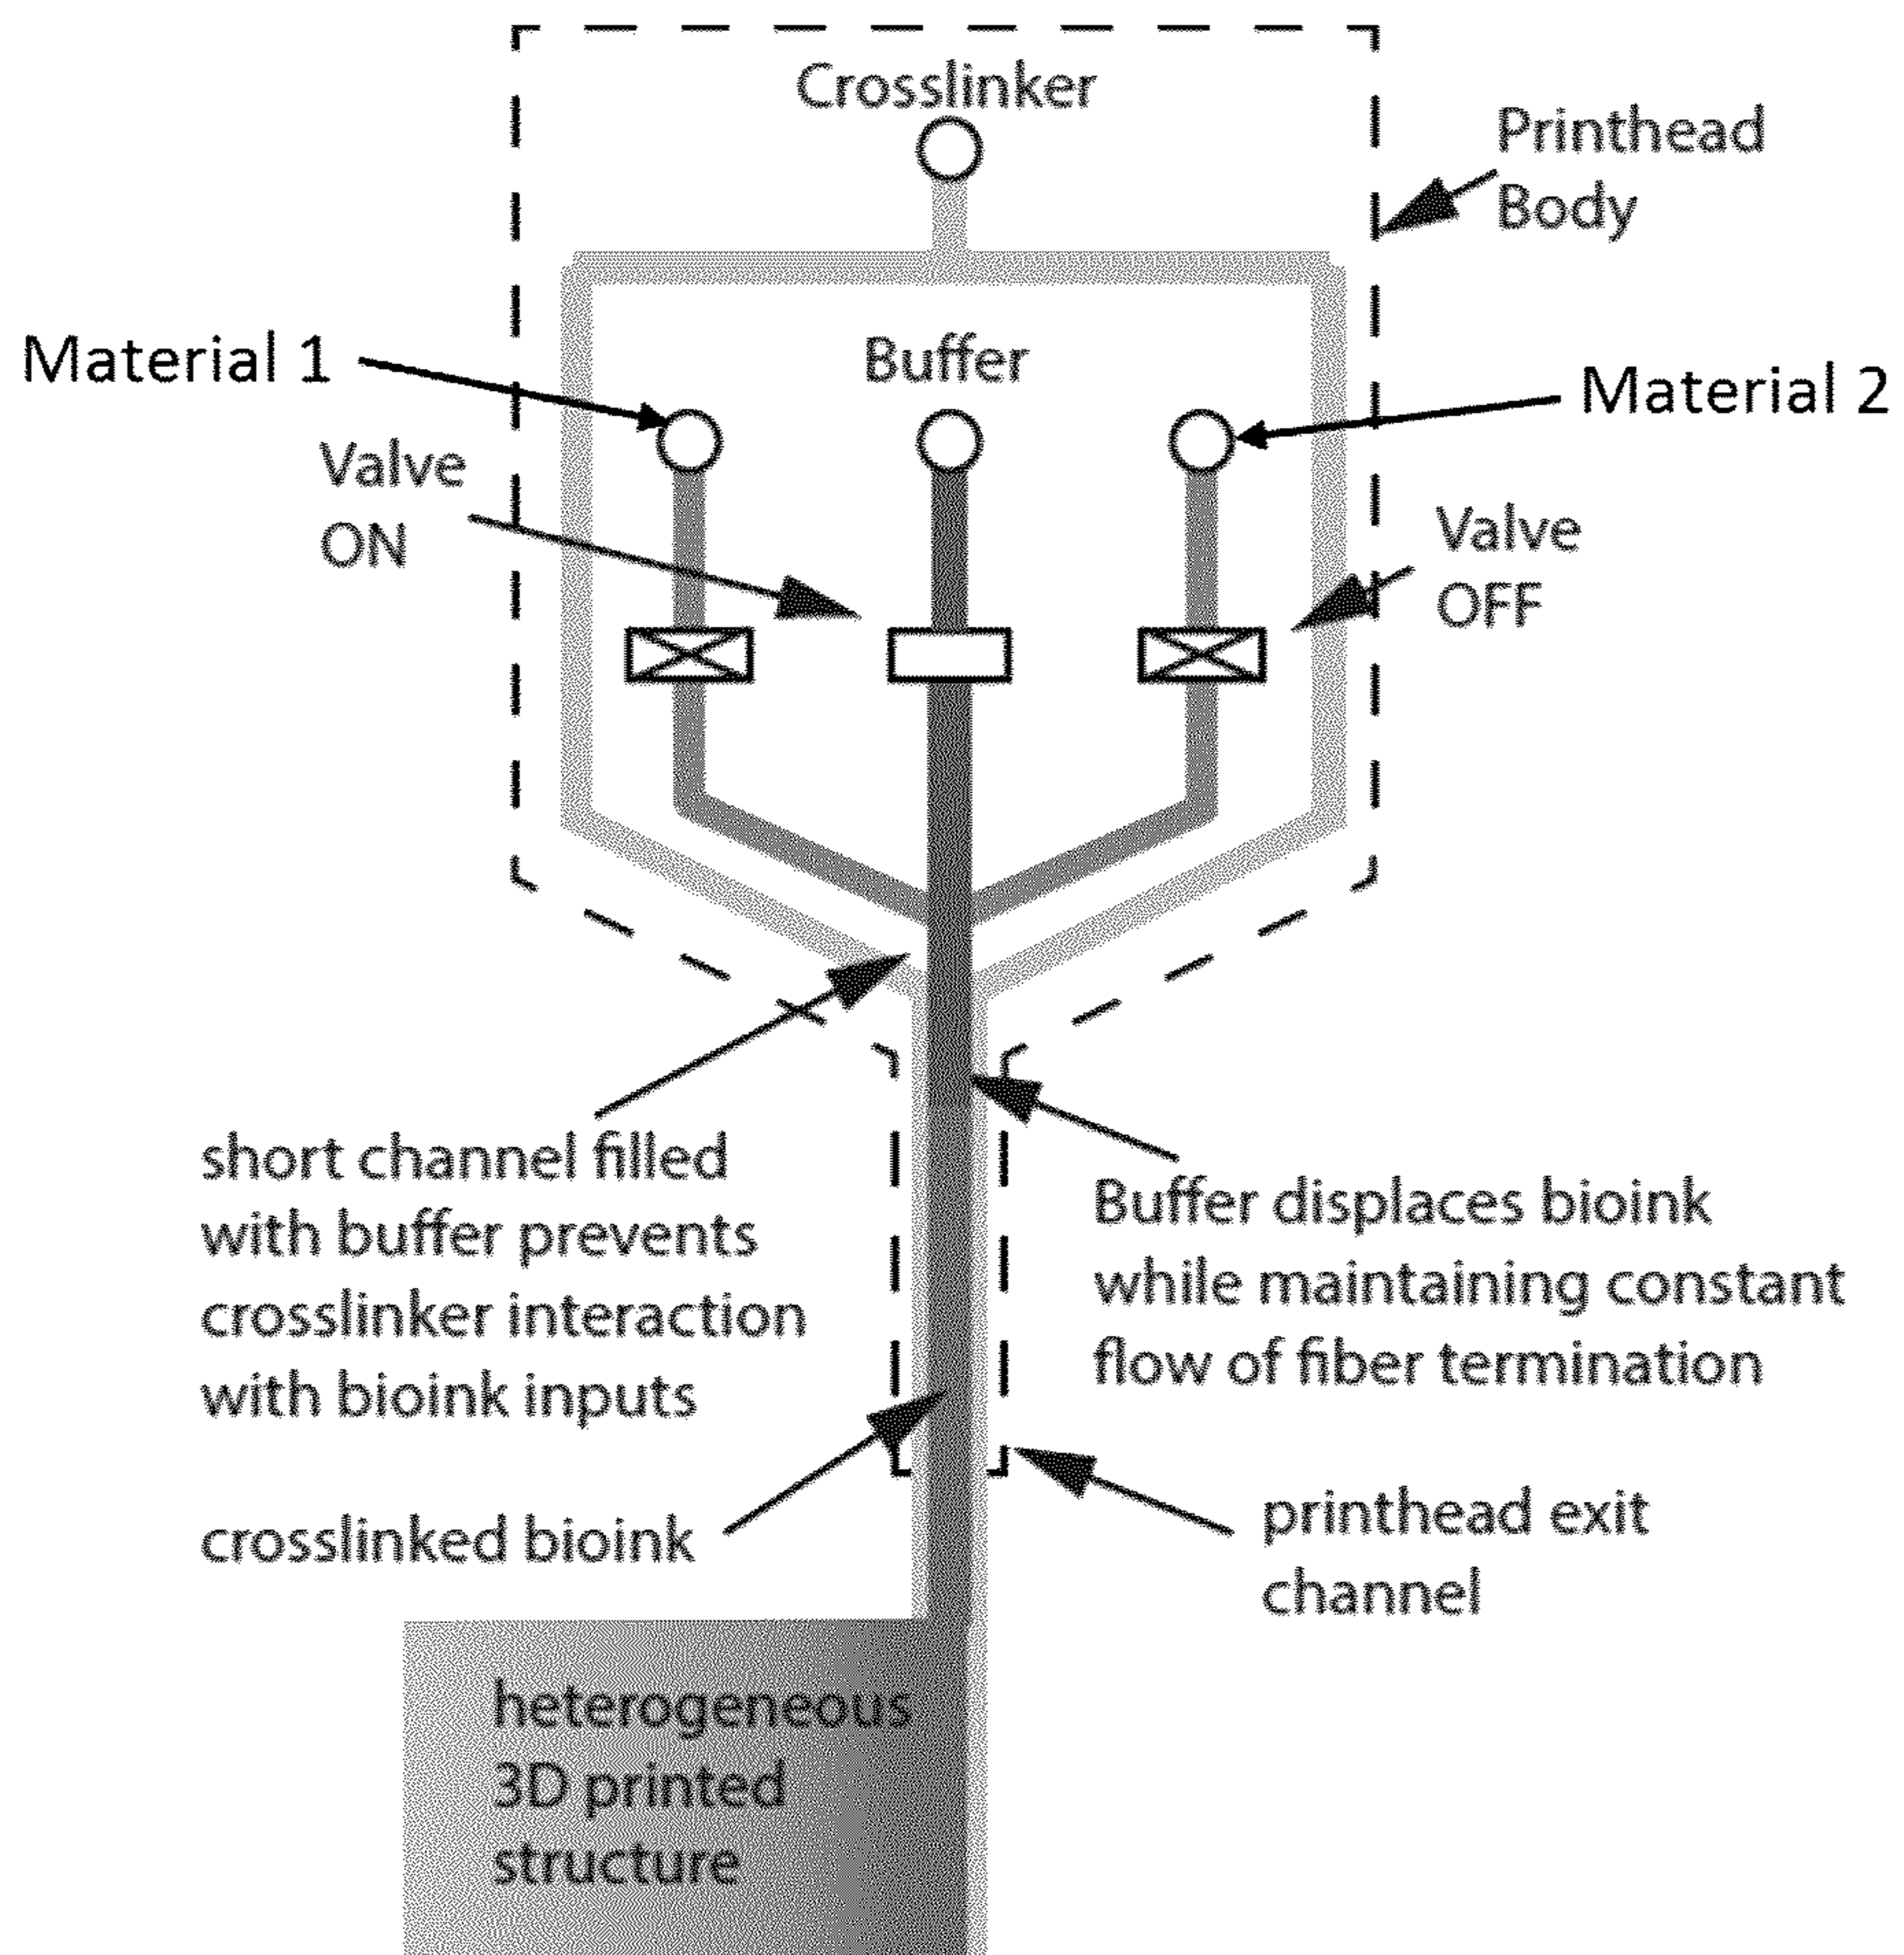 Crosslinker
Printhead
Body
Material 1
Buffer
Material 2
Valve
ON
Valve
OFF
short channel filled
with buffer prevents
crosslinker interaction
with bioink inputs
Buffer displaces bioink
while maintaining constant
flow of fiber termination
crosslinked bioink
printhead exit
channel
heterogeneous
3D printed
structure